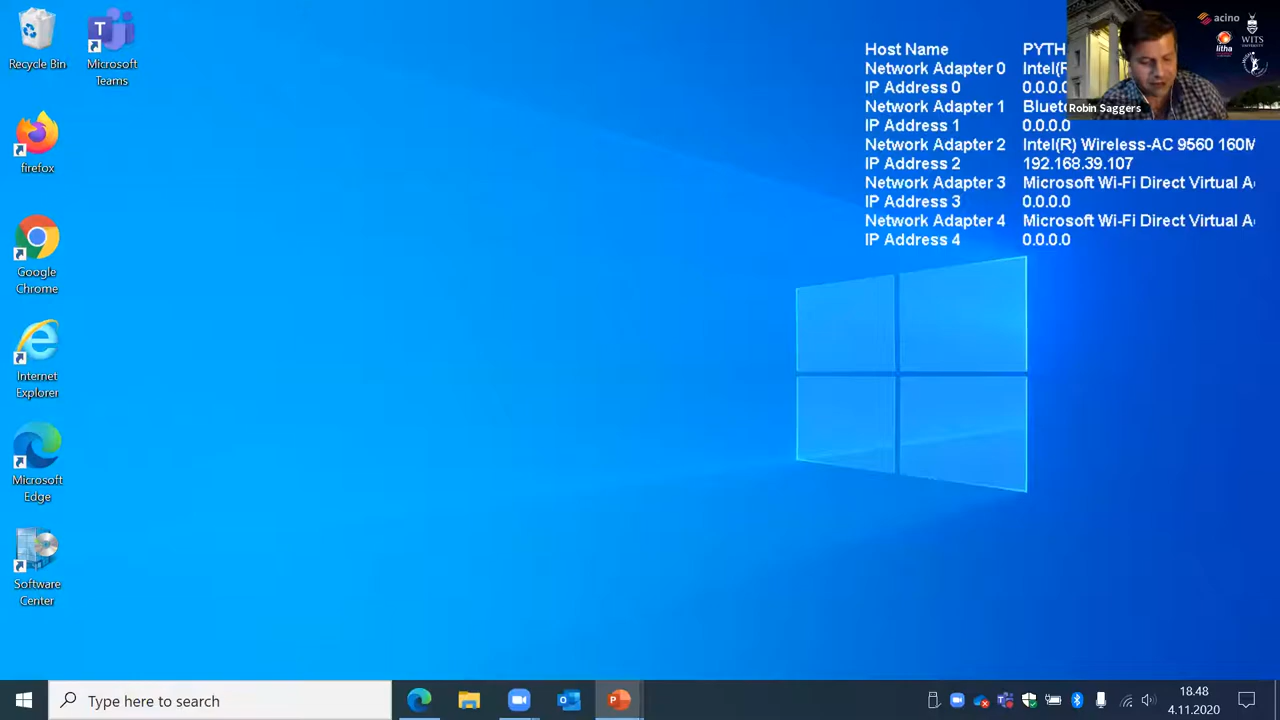 Recycle Bin
Microsoft
Teams
firefox
Google
Chrome
Internet
Explorer
Microsoft
Edge
Software
Center
Host Name PYTH
Network Adapter 0 Intel(R
IP Address 0 0.0.0.0
Network Adapter 1 Bluet
IP Address 1 0.0.0.0
Network Adapter 2 Intel(R) Wireless-AC 9560 160M
IP Address 2 192.168.39.107
Network Adapter 3 Microsoft Wi-Fi Direct Virtual A
IP Address 3 0.0.0.0
Network Adapter 4 Microsoft Wi-Fi Direct Virtual A
IP Address 4 0.0.0.0
acino
WITS
UNIVERSITY
litha
Robin Saggers
Type here to search
18.48
4.11.2020